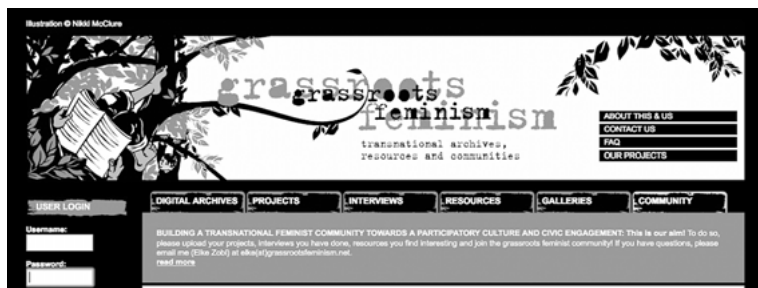 Illustration © Nikki McClure
grassroots
feminism
grassroots
feminism
transnational archives,
resources and communities
ABOUT THIS & US
CONTACT US
FAQ
OUR PROJECTS
USER LOGIN
DIGITAL ARCHIVES PROJECTS INTERVIEWS RESOURCES GALLERIES COMMUNITY
Username:
Password:
BUILDING A TRANSNATIONAL FEMINIST COMMUNITY TOWARDS A PARTICIPATORY CULTURE AND CIVIC ENGAGEMENT: This is our aim! To do so,
please upload your projects, interviews you have done, resources you find interesting and join the grassroots feminist community! If you have questions, please
email me (Elke Zobl) at elke(at)grassrootsfeminism.net.
read more